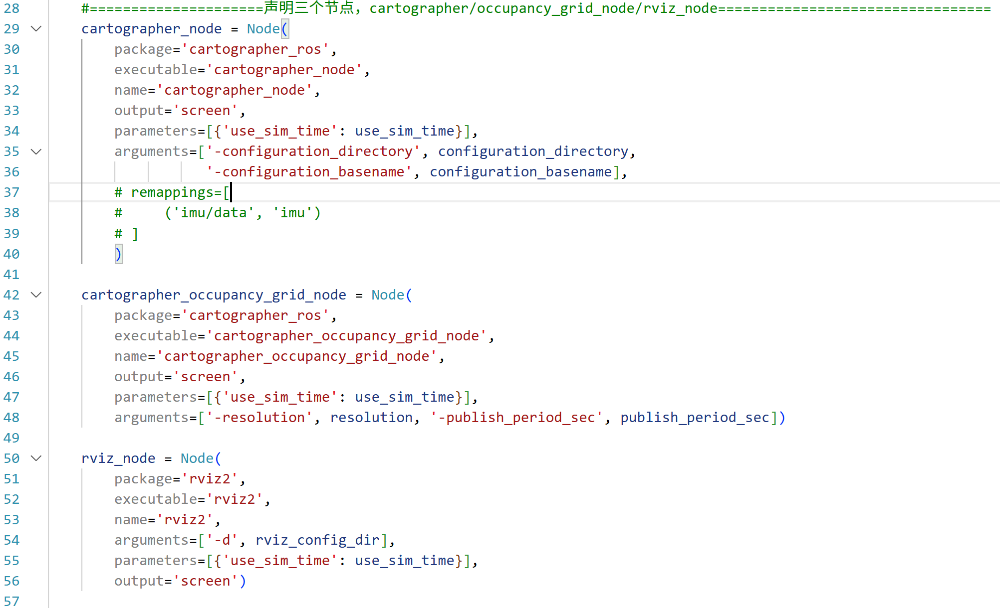 28 #=====================声明三个节点，cartographer/occupancy_grid_node/rviz_node=================================
29 cartographer_node = Node(
30     package='cartographer_ros',
31     executable='cartographer_node',
32     name='cartographer_node',
33     output='screen',
34     parameters=[{'use_sim_time': use_sim_time}],
35     arguments=['-configuration_directory', configuration_directory,
36                '-configuration_basename', configuration_basename],
37     # remappings=[
38     #     ('imu/data', 'imu')
39     # ]
40     )
41
42 cartographer_occupancy_grid_node = Node(
43     package='cartographer_ros',
44     executable='cartographer_occupancy_grid_node',
45     name='cartographer_occupancy_grid_node',
46     output='screen',
47     parameters=[{'use_sim_time': use_sim_time}],
48     arguments=['-resolution', resolution, '-publish_period_sec', publish_period_sec])
49
50 rviz_node = Node(
51     package='rviz2',
52     executable='rviz2',
53     name='rviz2',
54     arguments=['-d', rviz_config_dir],
55     parameters=[{'use_sim_time': use_sim_time}],
56     output='screen')
57